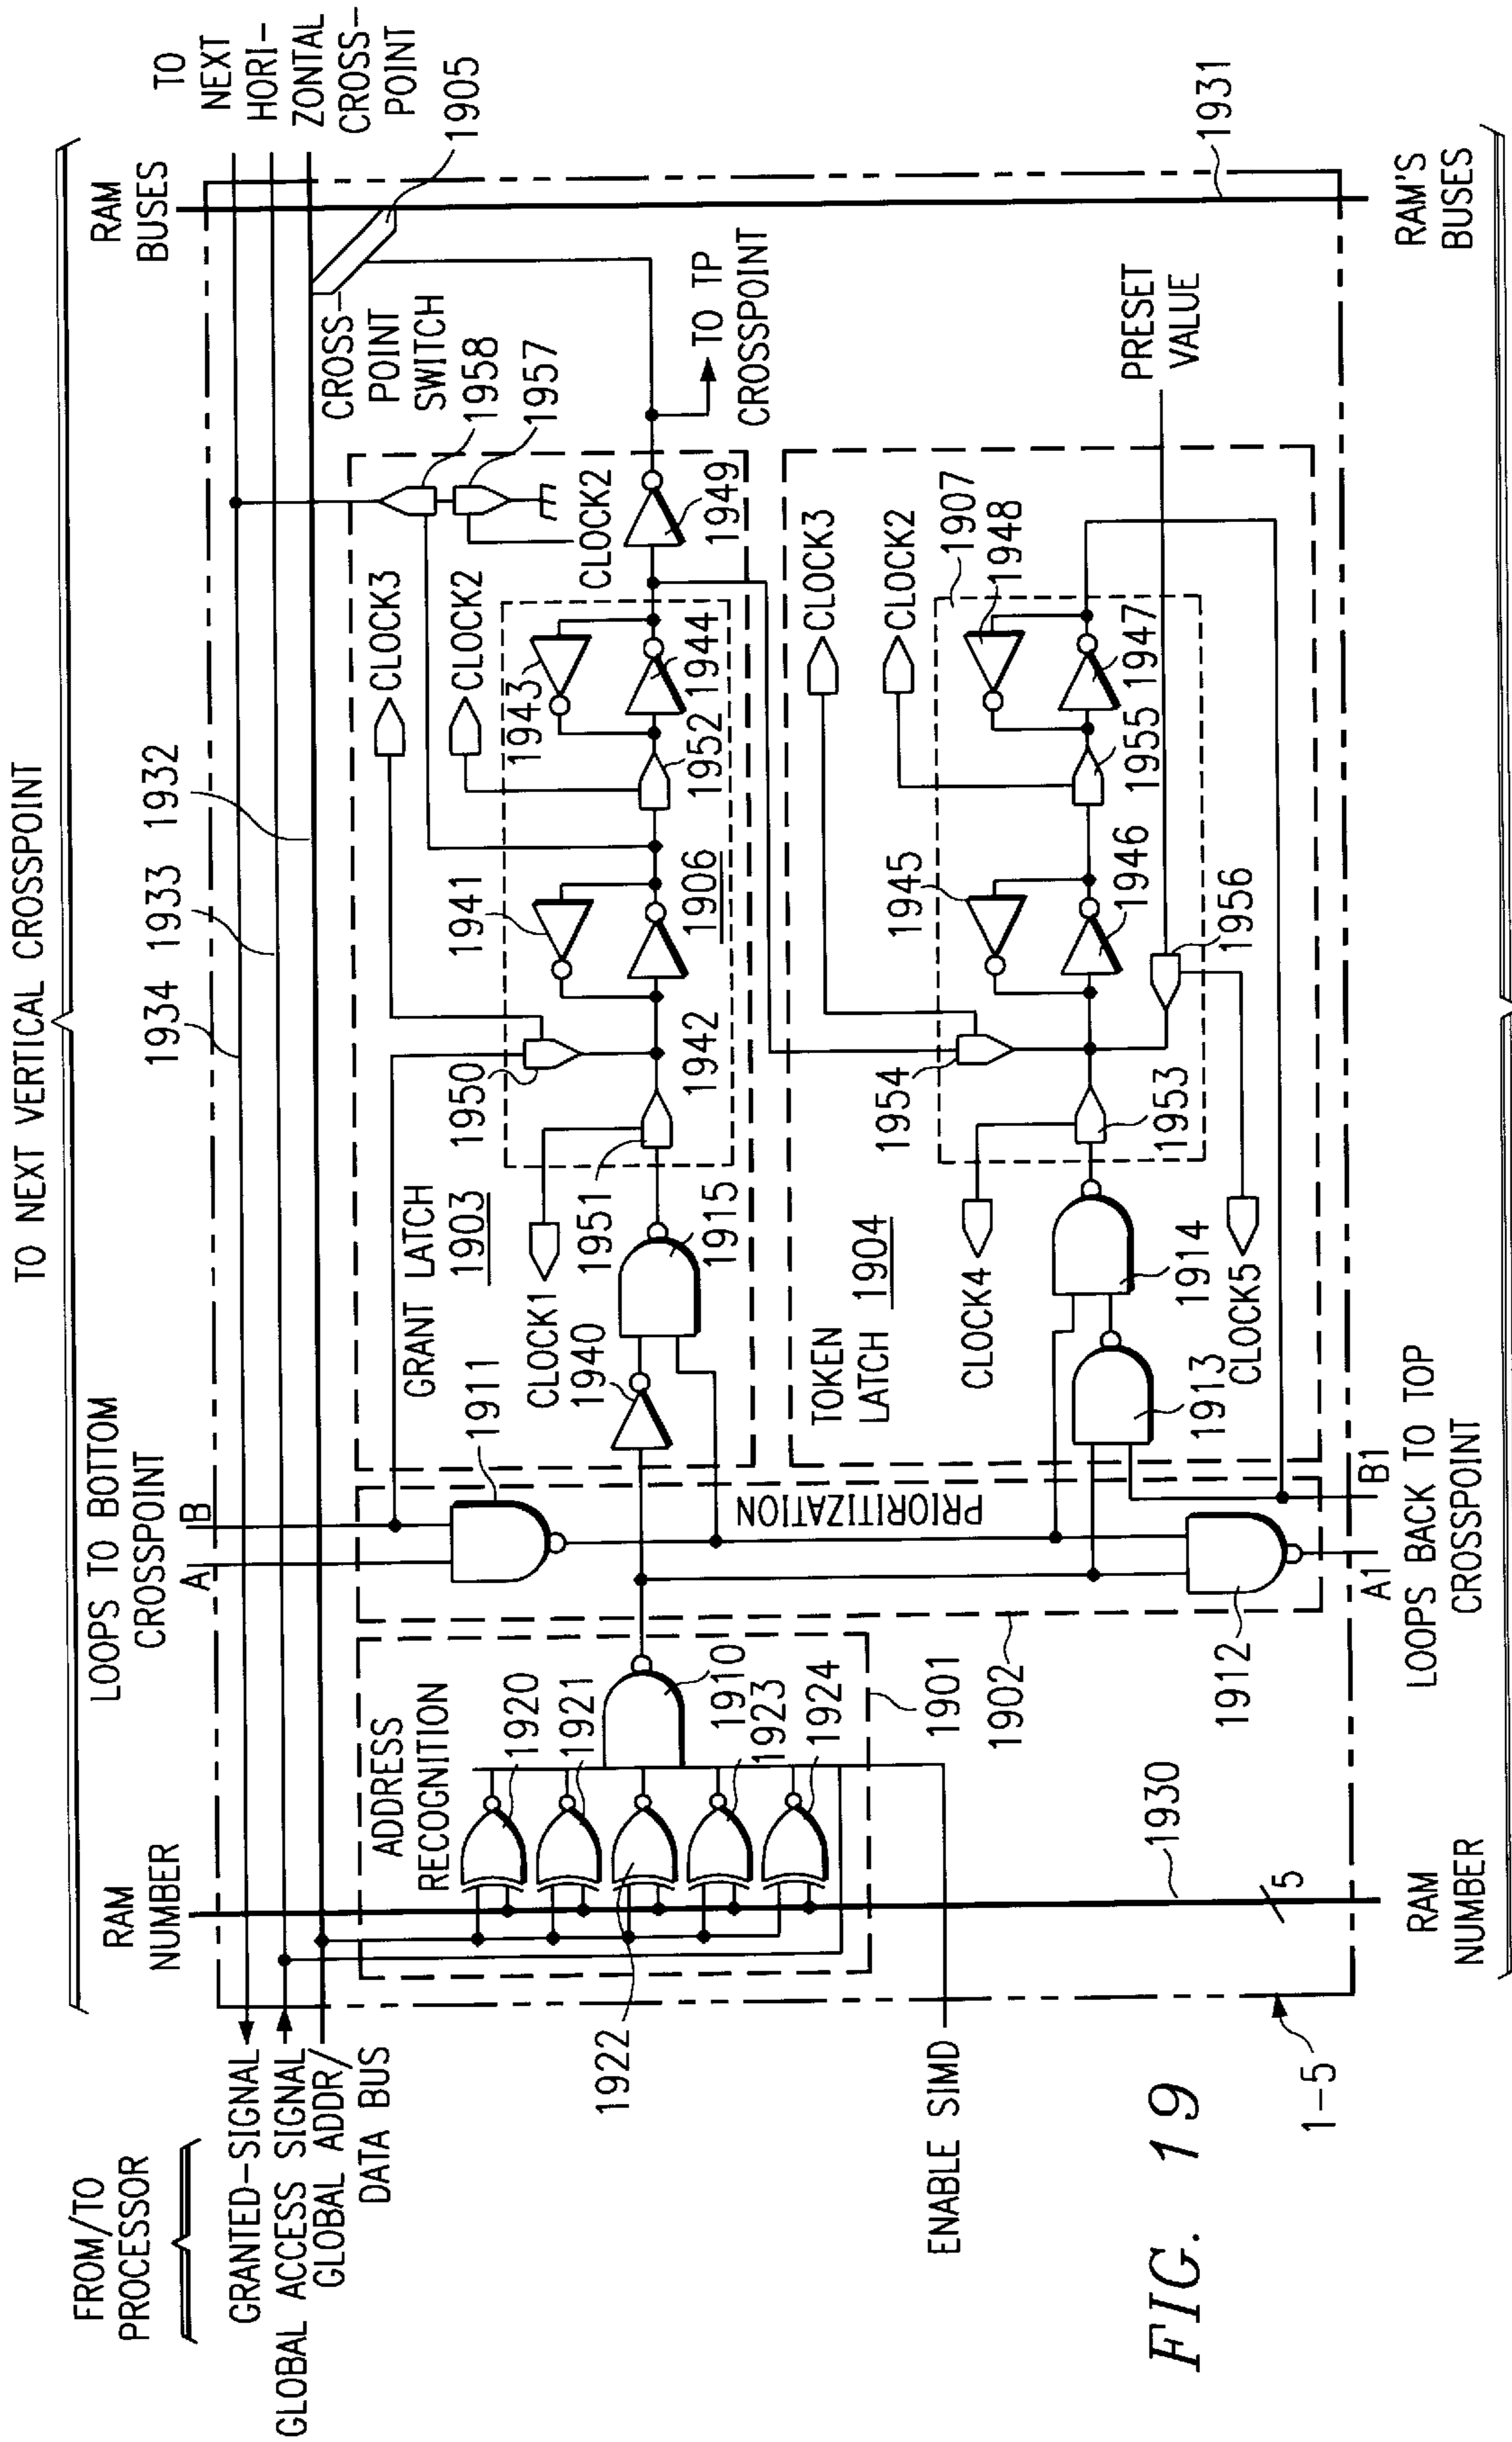 TO NEXT VERTICAL CROSSPOINT
FROM/TO
PROCESSOR
GRANTED-SIGNAL
GLOBAL ACCESS SIGNAL
GLOBAL ADDR/
DATA BUS
RAM
NUMBER
LOOPS TO BOTTOM
CROSSPOINT
A
B
1934
1933
1932
RAM
BUSES
TO
NEXT
HORI-
ZONTAL
CROSS-
POINT
1905
CROSS-
POINT
SWITCH
1958
1957
ADDRESS
RECOGNITION
1920
1921
1922
1910
1923
1924
1901
1902
1911
PRIORITIZATION
GRANT LATCH
1903
CLOCK1
1940
1915
1951
1950
1942
1941
1906
CLOCK3
CLOCK2
1943
1952
1944
CLOCK2
1949
TO TP
CROSSPOINT
TOKEN
LATCH
1904
CLOCK4
1913
1914
CLOCK5
1954
1953
1956
1945
1946
CLOCK3
CLOCK2
1955
1907
1948
1947
PRESET
VALUE
1931
ENABLE SIMD
1930
5
1912
A1
B1
RAM
NUMBER
LOOPS BACK TO TOP
CROSSPOINT
RAM'S
BUSES
1-5
FIG. 19